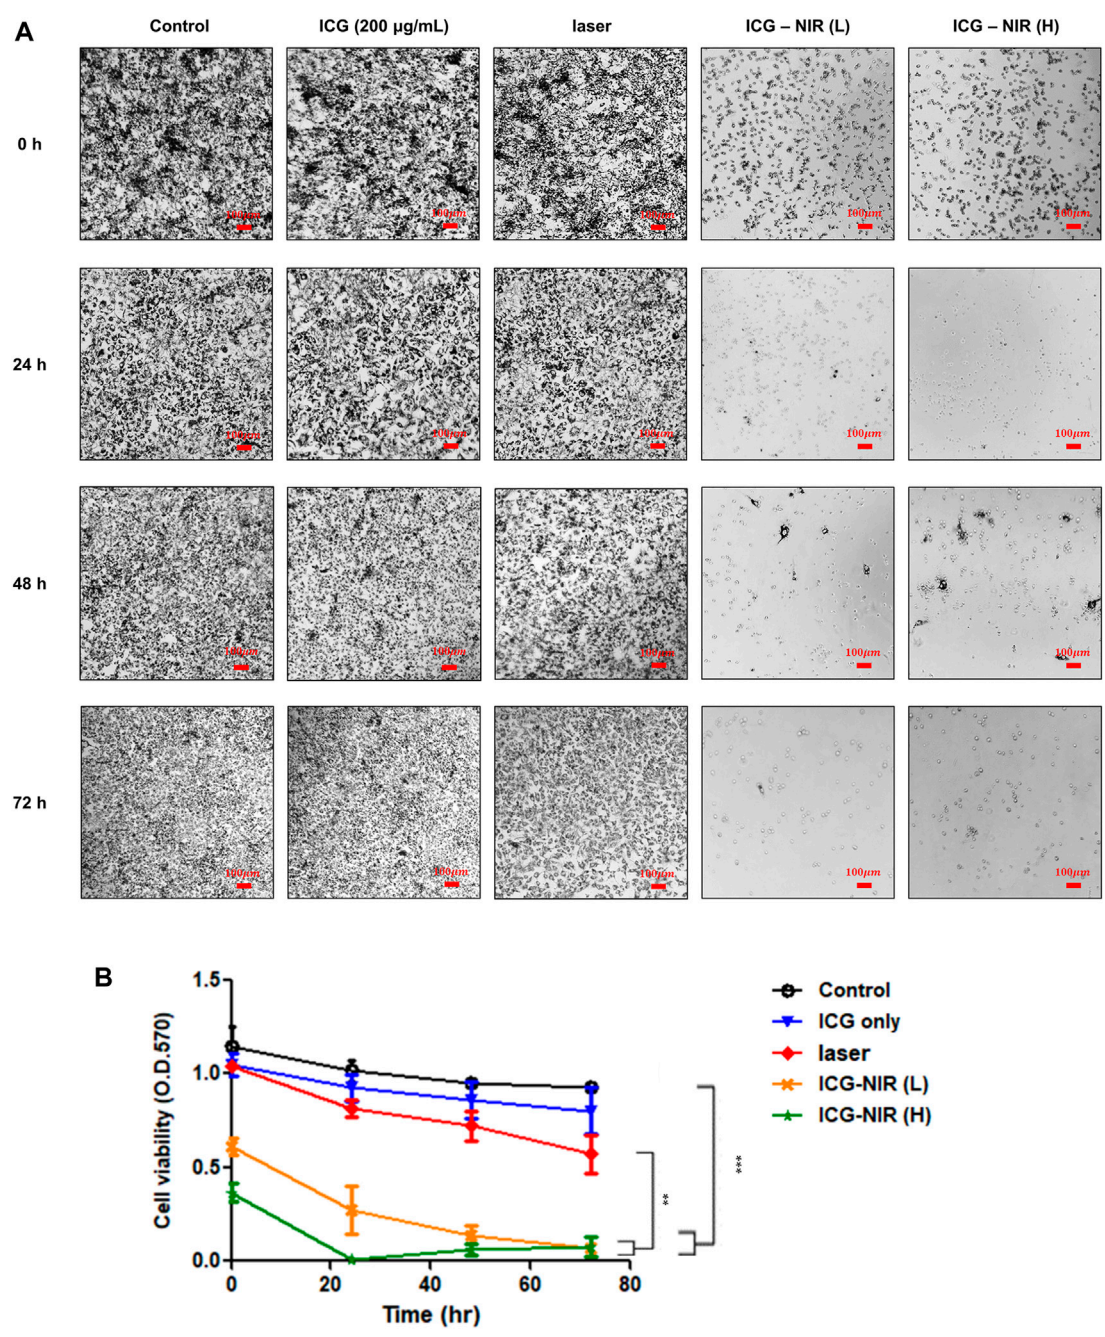 A
Control ICG (200 µg/mL) laser ICG – NIR (L) ICG – NIR (H)
0 h
100µm 100µm 100µm 100µm 100µm
24 h
100µm 100µm 100µm 100µm 100µm
48 h
100µm 100µm 100µm 100µm 100µm
72 h
100µm 100µm 100µm 100µm 100µm
B
Cell viability (O.D.570)
1.5
1.0
0.5
0.0
0 20 40 60 80
Time (hr)
** ***
Control
ICG only
laser
ICG-NIR (L)
ICG-NIR (H)